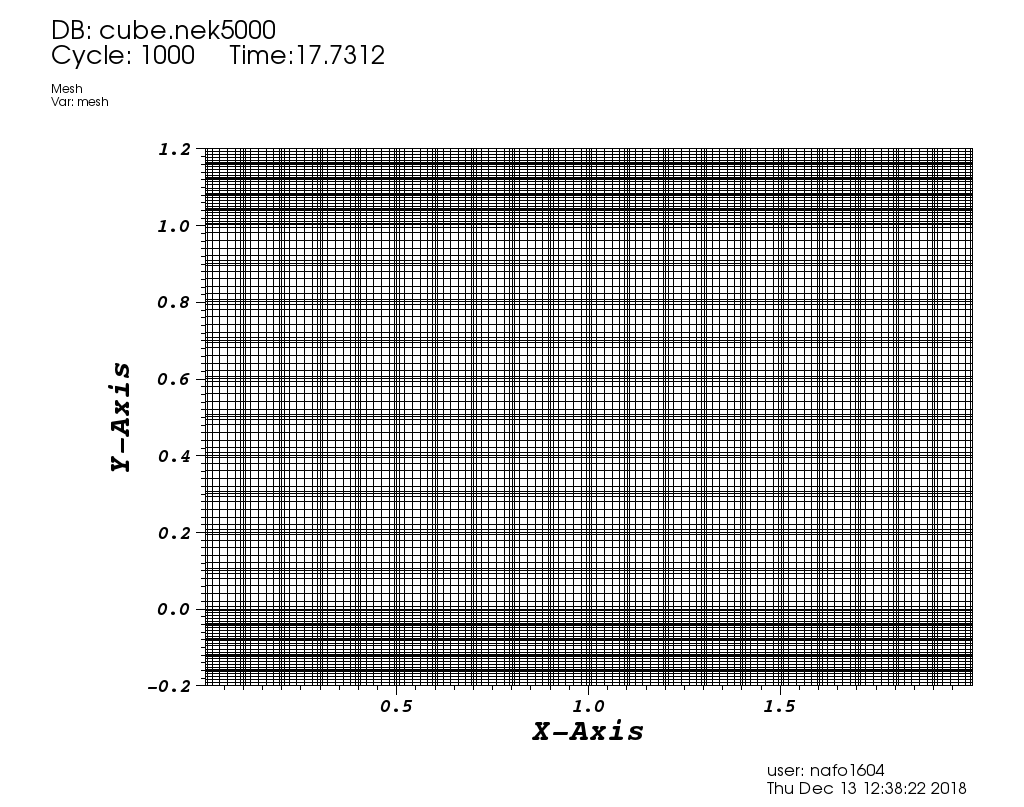 DB: cube.nek5000
Cycle: 1000 Time:17.7312
Mesh
Var: mesh
1.2
1.0
0.8
0.6
0.4
0.2
0.0
-0.2
Y-Axis
0.5 1.0 1.5
X-Axis
user: nafo1604
Thu Dec 13 12:38:22 2018